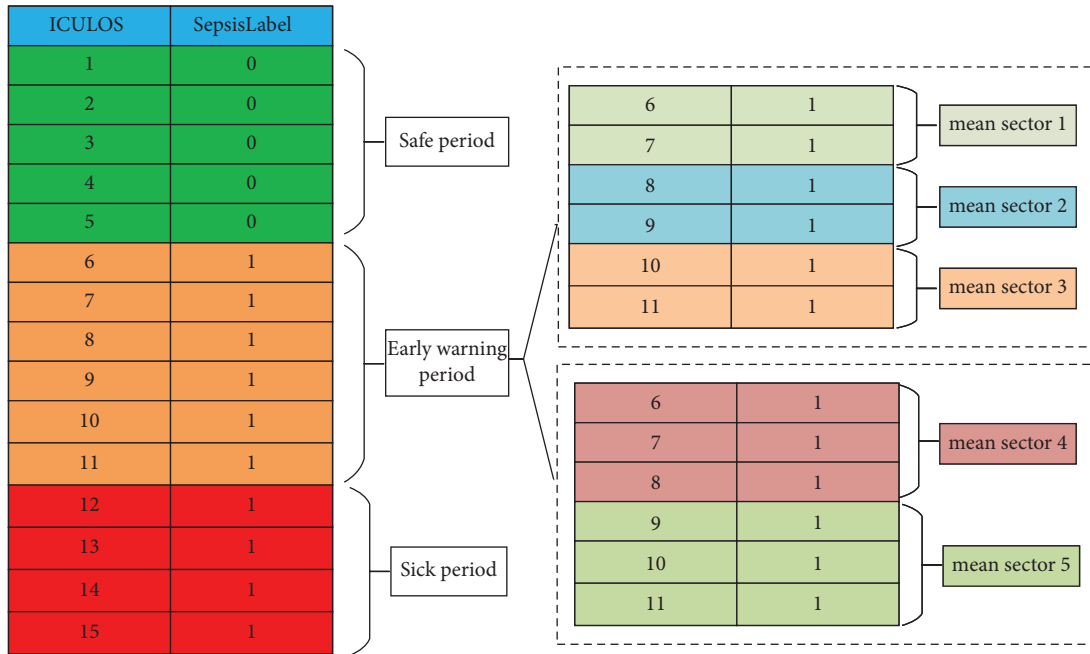 ICULOS SepsisLabel
1 0
2 0
3 0
4 0
5 0
6 1
7 1
8 1
9 1
10 1
11 1
12 1
13 1
14 1
15 1
Safe period
Early warning
period
Sick period
6 1
7 1
8 1
9 1
10 1
11 1
mean sector 1
mean sector 2
mean sector 3
6 1
7 1
8 1
9 1
10 1
11 1
mean sector 4
mean sector 5